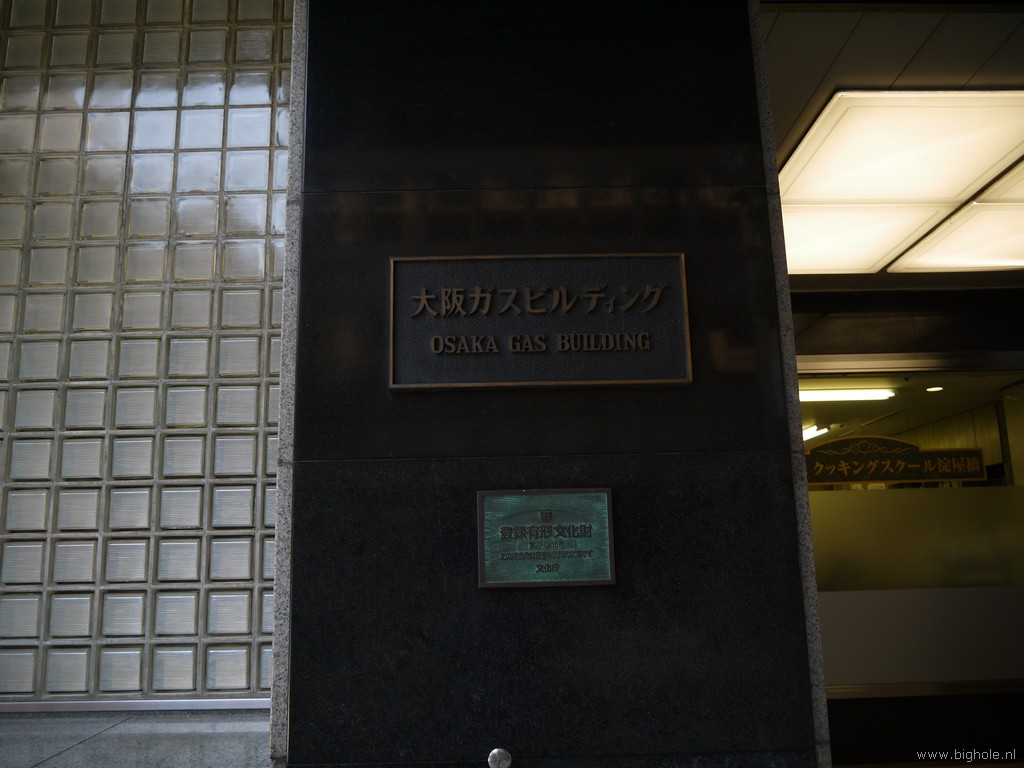 大阪ガスビルディング
OSAKA GAS BUILDING
登録有形文化財
文化庁
クッキングスクール淀屋橋
www.bighole.nl